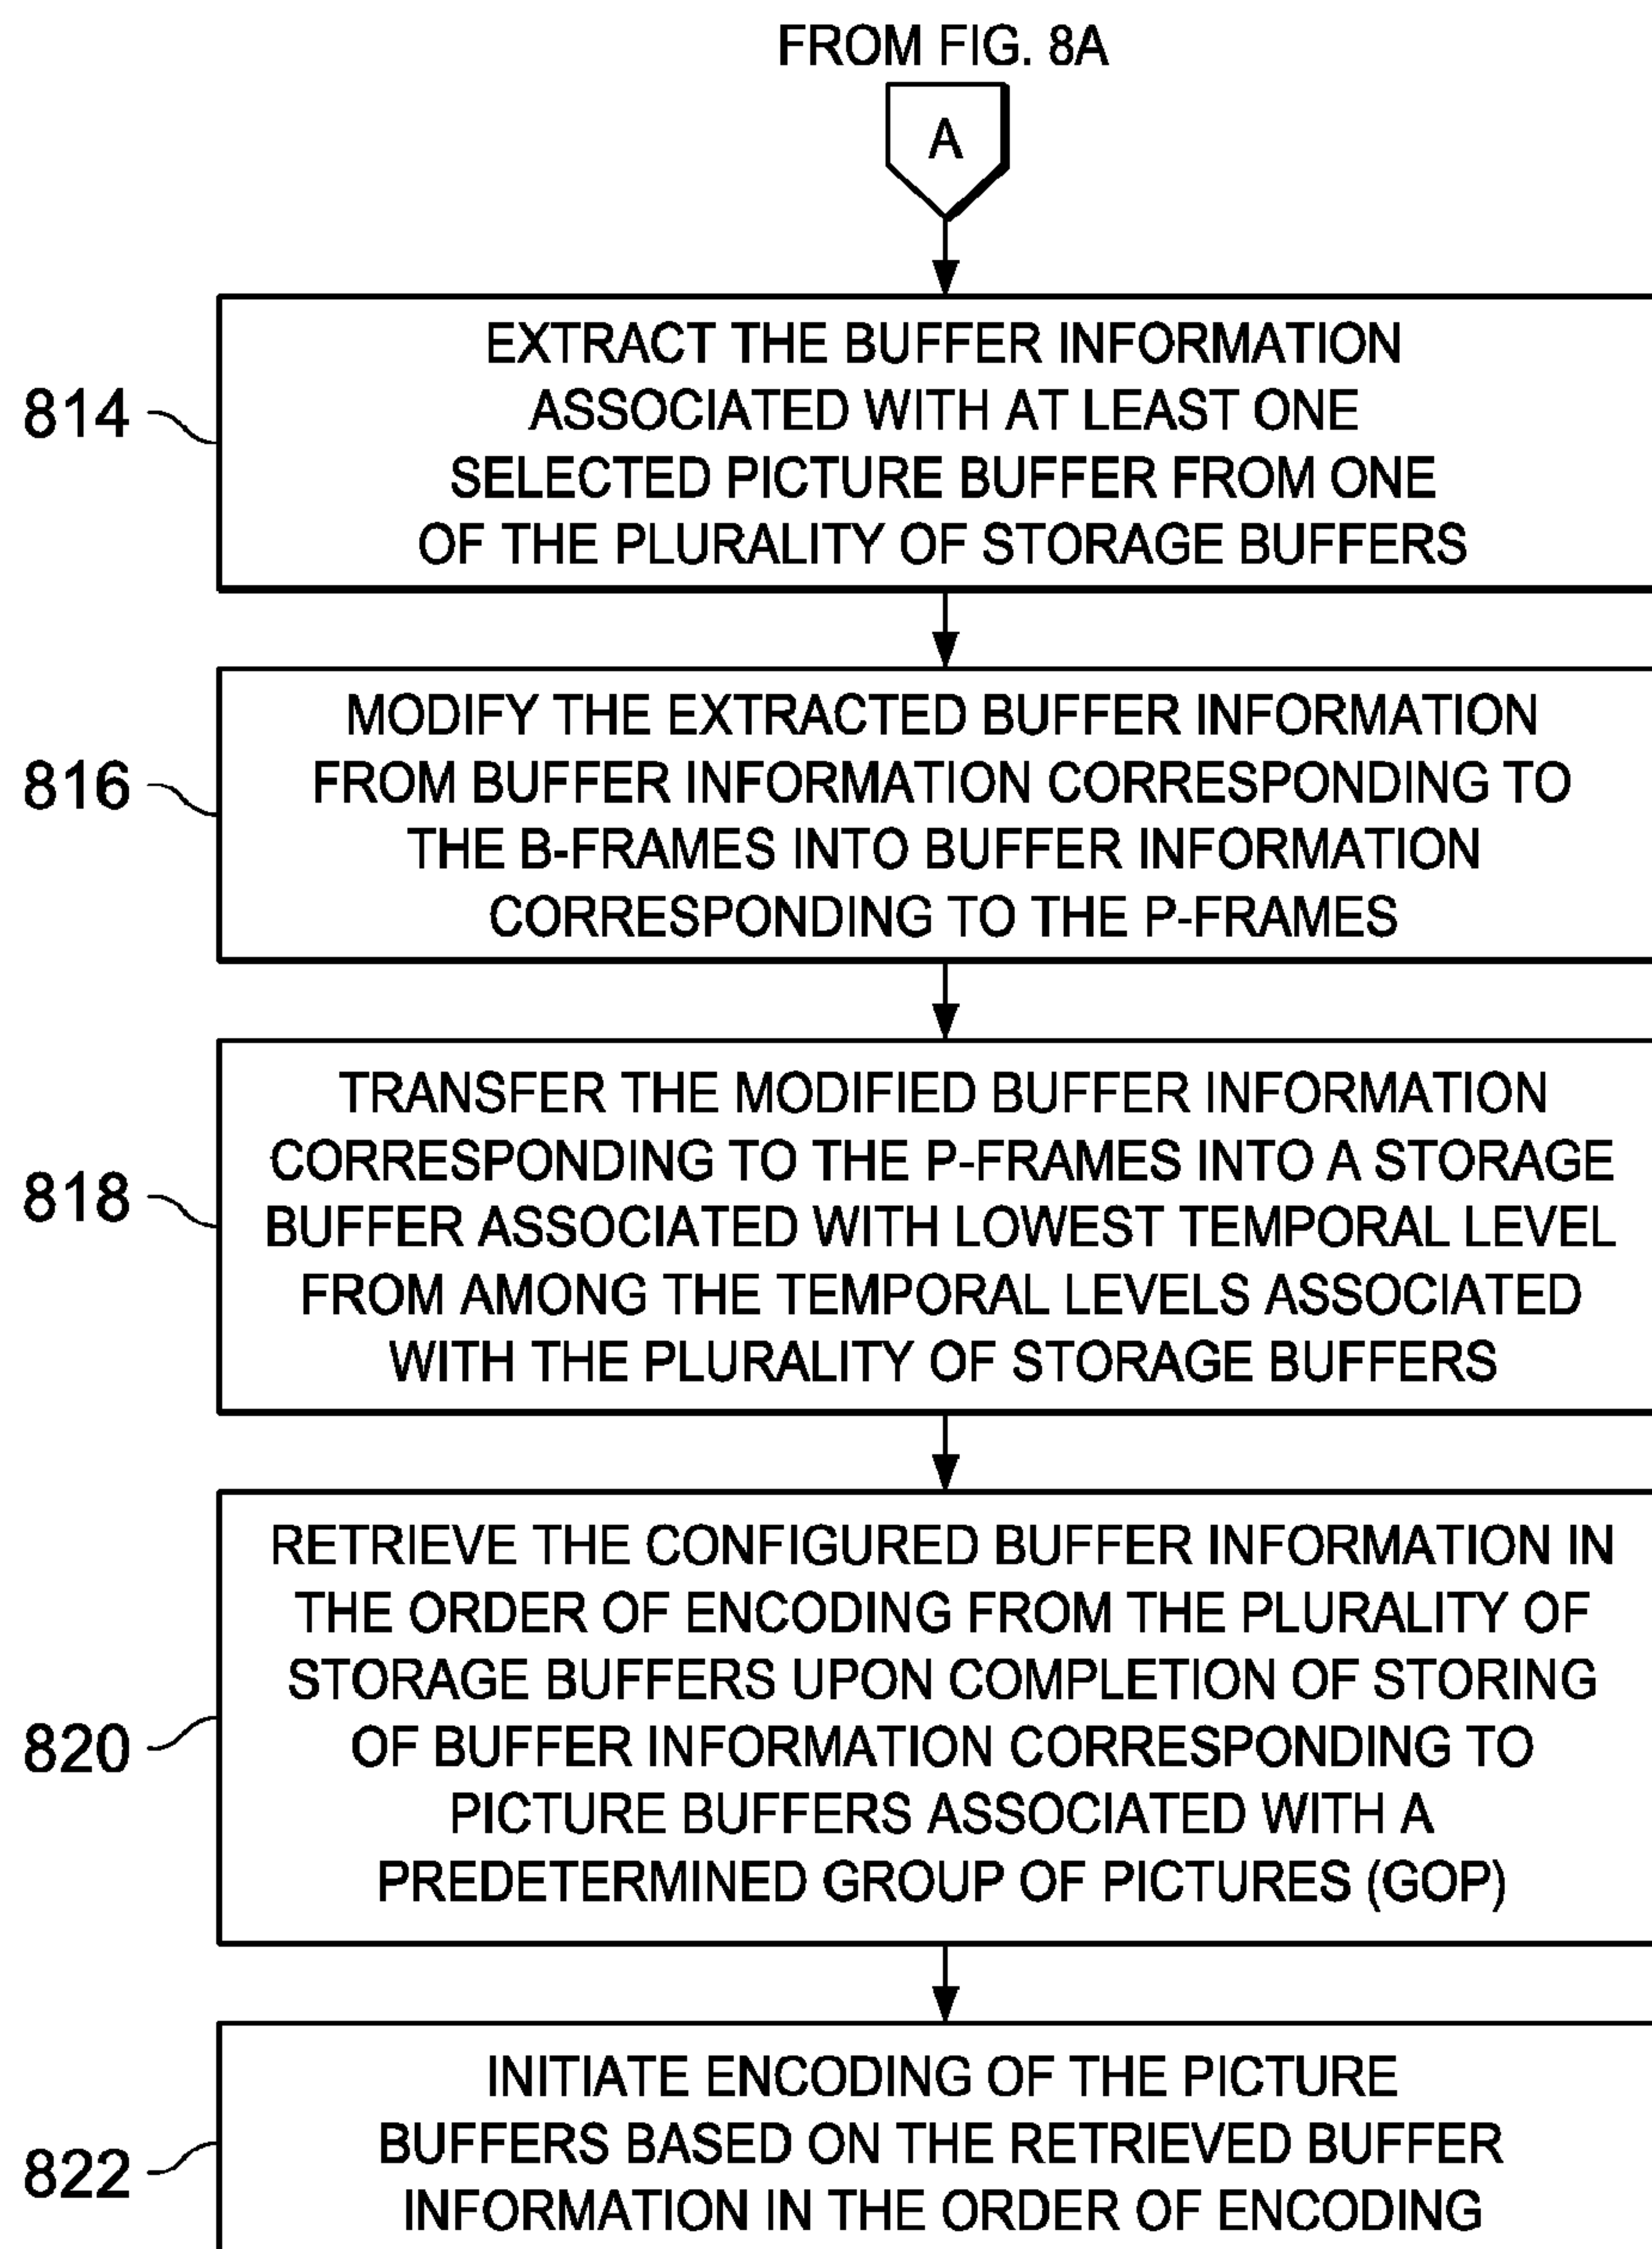 FROM FIG. 8A
A
814
EXTRACT THE BUFFER INFORMATION
ASSOCIATED WITH AT LEAST ONE
SELECTED PICTURE BUFFER FROM ONE
OF THE PLURALITY OF STORAGE BUFFERS
816
MODIFY THE EXTRACTED BUFFER INFORMATION
FROM BUFFER INFORMATION CORRESPONDING TO
THE B-FRAMES INTO BUFFER INFORMATION
CORRESPONDING TO THE P-FRAMES
818
TRANSFER THE MODIFIED BUFFER INFORMATION
CORRESPONDING TO THE P-FRAMES INTO A STORAGE
BUFFER ASSOCIATED WITH LOWEST TEMPORAL LEVEL
FROM AMONG THE TEMPORAL LEVELS ASSOCIATED
WITH THE PLURALITY OF STORAGE BUFFERS
820
RETRIEVE THE CONFIGURED BUFFER INFORMATION IN
THE ORDER OF ENCODING FROM THE PLURALITY OF
STORAGE BUFFERS UPON COMPLETION OF STORING
OF BUFFER INFORMATION CORRESPONDING TO
PICTURE BUFFERS ASSOCIATED WITH A
PREDETERMINED GROUP OF PICTURES (GOP)
822
INITIATE ENCODING OF THE PICTURE
BUFFERS BASED ON THE RETRIEVED BUFFER
INFORMATION IN THE ORDER OF ENCODING